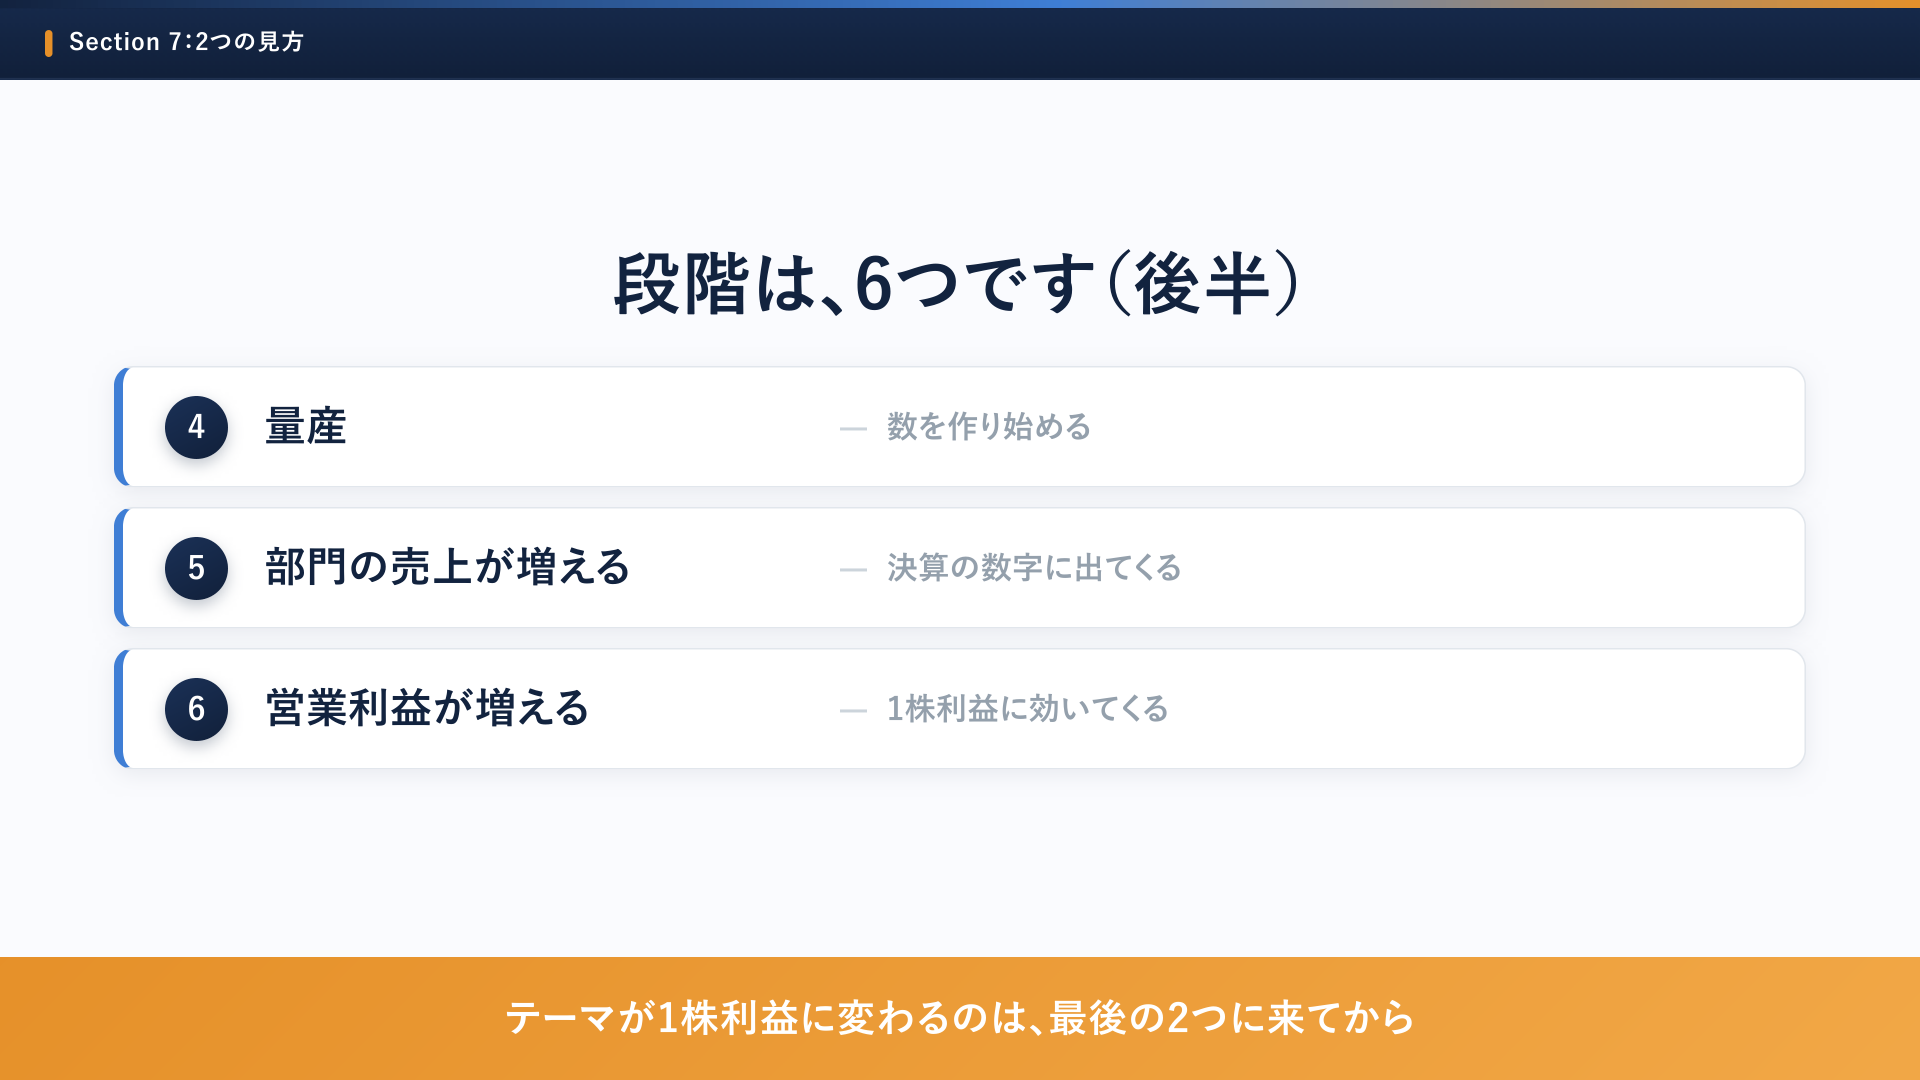 Section 7：2つの見方
段階は、6つです（後半）
4 量産 — 数を作り始める
5 部門の売上が増える — 決算の数字に出てくる
6 営業利益が増える — 1株利益に効いてくる
テーマが1株利益に変わるのは、最後の2つに来てから